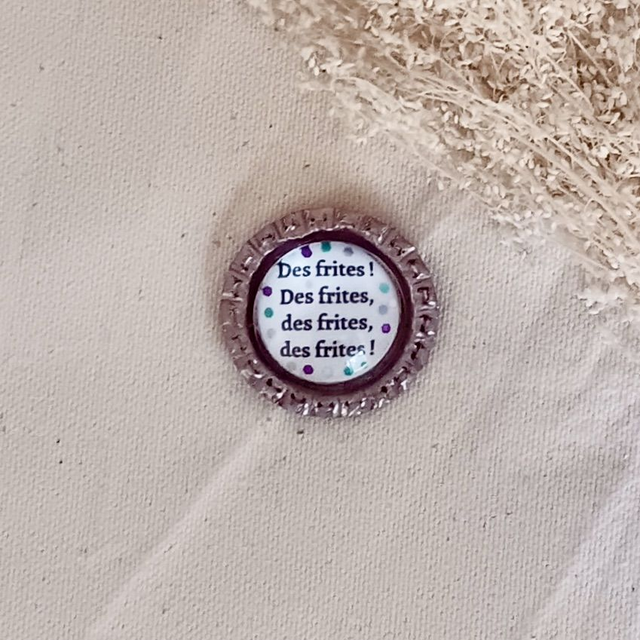 Des frites !
Des frites,
des frites,
des frites !